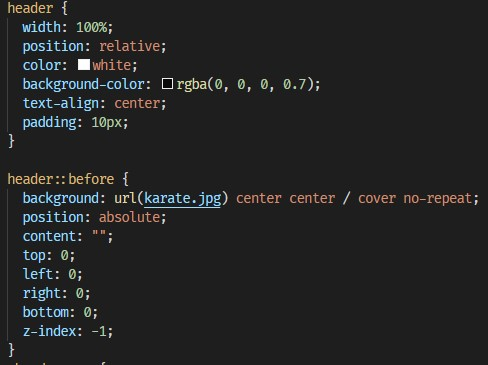 header {
width: 100%;
position: relative;
color: white;
background-color: rgba(0, 0, 0, 0.7);
text-align: center;
padding: 10px;
}
header::before {
background: url(karate.jpg) center center / cover no-repeat;
position: absolute;
content: "";
top: 0;
left: 0;
right: 0;
bottom: 0;
z-index: -1;
}